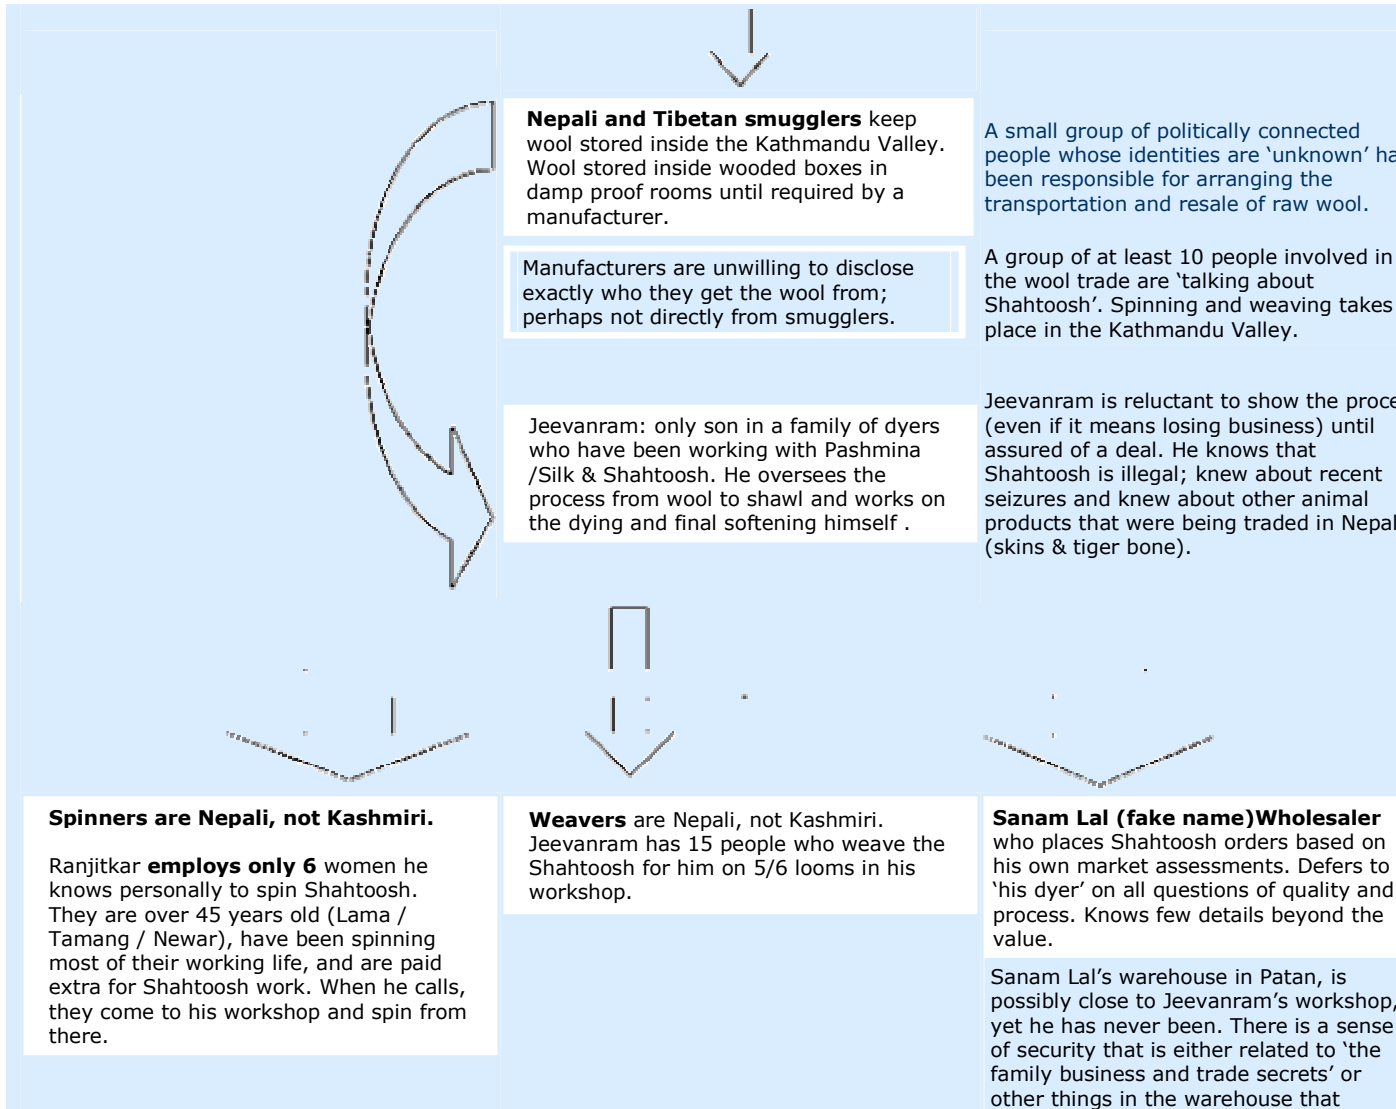 Nepali and Tibetan smugglers keep
wool stored inside the Kathmandu Valley.
Wool stored inside wooded boxes in
damp proof rooms until required by a
manufacturer.
A small group of politically connected
people whose identities are ‘unknown’ ha
been responsible for arranging the
transportation and resale of raw wool.
Manufacturers are unwilling to disclose
exactly who they get the wool from;
perhaps not directly from smugglers.
A group of at least 10 people involved in
the wool trade are ‘talking about
Shahtoosh’. Spinning and weaving takes
place in the Kathmandu Valley.
Jeevanram: only son in a family of dyers
who have been working with Pashmina
/Silk & Shahtoosh. He oversees the
process from wool to shawl and works on
the dying and final softening himself .
Jeevanram is reluctant to show the proce
(even if it means losing business) until
assured of a deal. He knows that
Shahtoosh is illegal; knew about recent
seizures and knew about other animal
products that were being traded in Nepal
(skins & tiger bone).
Spinners are Nepali, not Kashmiri.
Ranjitkar employs only 6 women he
knows personally to spin Shahtoosh.
They are over 45 years old (Lama /
Tamang / Newar), have been spinning
most of their working life, and are paid
extra for Shahtoosh work. When he calls,
they come to his workshop and spin from
there.
Weavers are Nepali, not Kashmiri.
Jeevanram has 15 people who weave the
Shahtoosh for him on 5/6 looms in his
workshop.
Sanam Lal (fake name)Wholesaler
who places Shahtoosh orders based on
his own market assessments. Defers to
‘his dyer’ on all questions of quality and
process. Knows few details beyond the
value.
Sanam Lal’s warehouse in Patan, is
possibly close to Jeevanram’s workshop,
yet he has never been. There is a sense
of security that is either related to ‘the
family business and trade secrets’ or
other things in the warehouse that